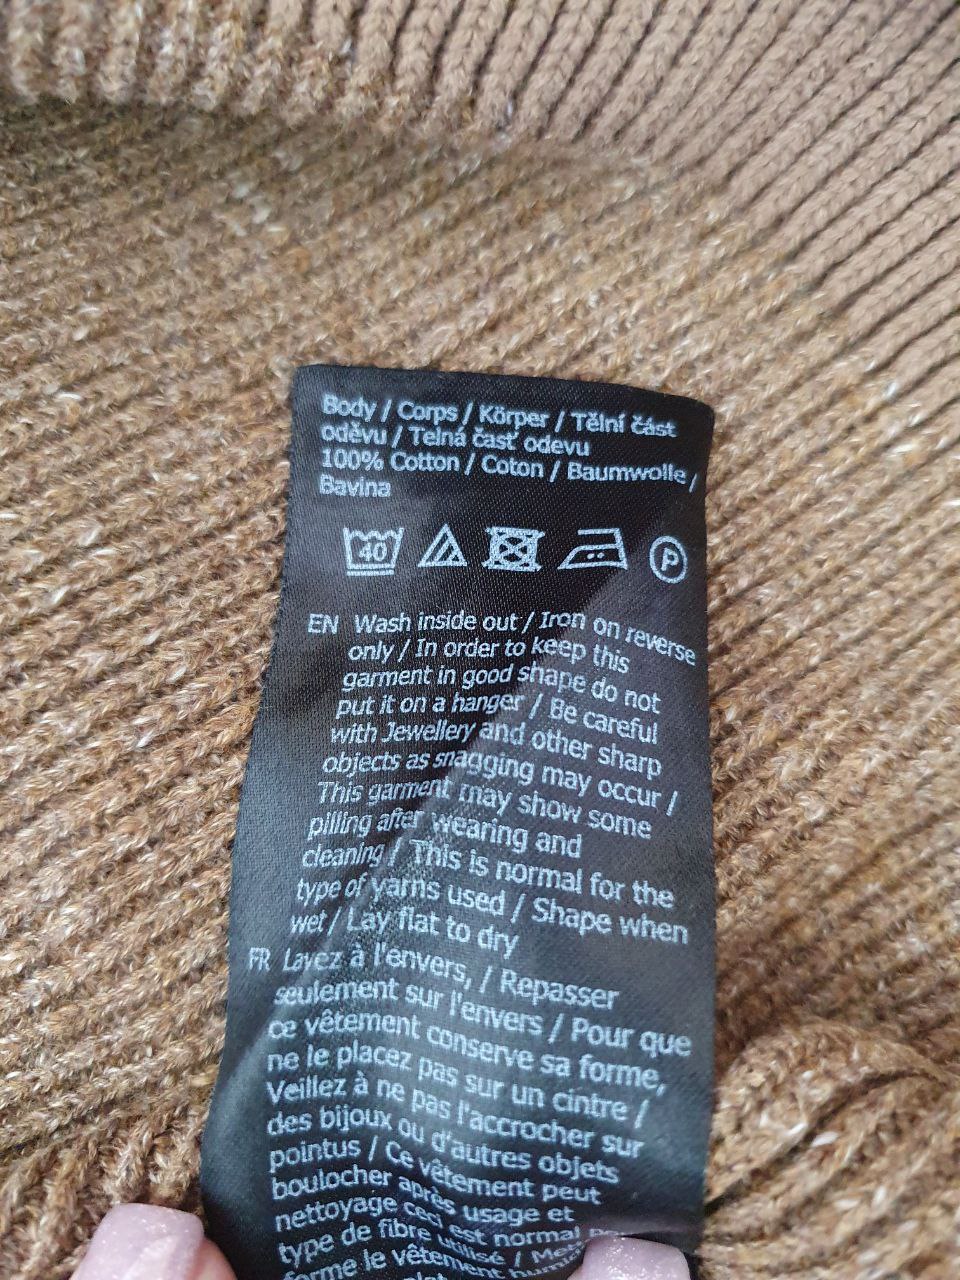 Body / Corps / Körper / Tělní část
oděvu / Telná časť odevu
100% Cotton / Coton / Baumwolle /
Bavlna
40
P
EN Wash inside out / Iron on reverse
only / In order to keep this
garment in good shape do not
put it on a hanger / Be careful
with Jewellery and other sharp
objects as snagging may occur /
This garment may show some
pilling after wearing and
cleaning / This is normal for the
type of yarns used / Shape when
wet / Lay flat to dry
FR Lavez à l'envers, / Repasser
seulement sur l'envers / Pour que
ce vêtement conserve sa forme,
ne le placez pas sur un cintre /
Veillez à ne pas l'accrocher sur
des bijoux ou d'autres objets
pointus / Ce vêtement peut
boulocher après usage et
nettoyage ceci est normal
type de fibre utilisé /
forme le vêtement